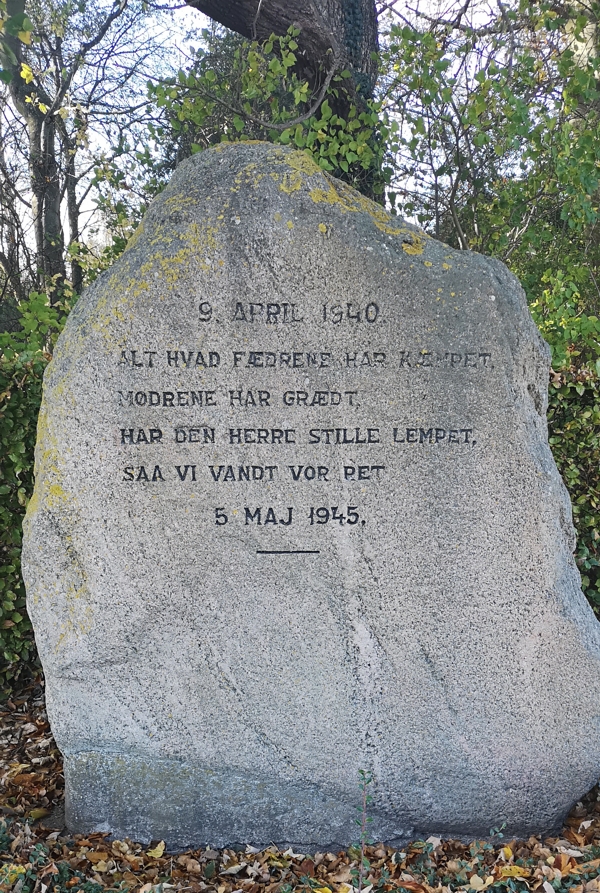 9. APRIL 1940.
ALT HVAD FÆDRENE HAR KÆMPET,
MØDRENE HAR GRÆDT,
HAR DEN HERRE STILLE LEMPET,
SAA VI VANDT VOR RET
5 MAJ 1945.